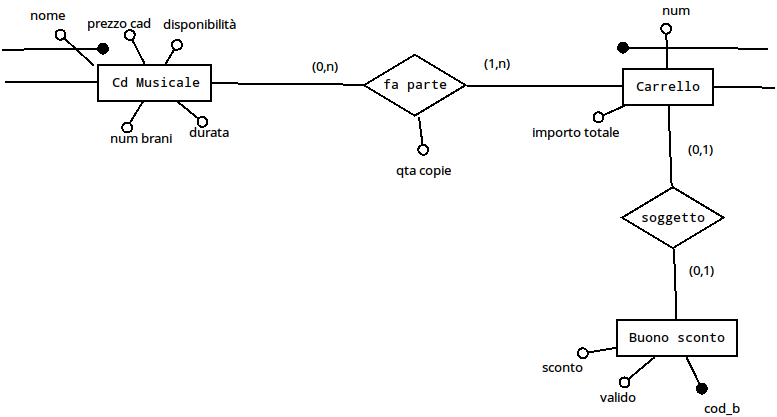 nome
prezzo cad
disponibilità
num
Cd Musicale
(0,n)
fa parte
(1,n)
Carrello
num brani
durata
importo totale
qta copie
(0,1)
soggetto
(0,1)
Buono sconto
sconto
valido
cod_b